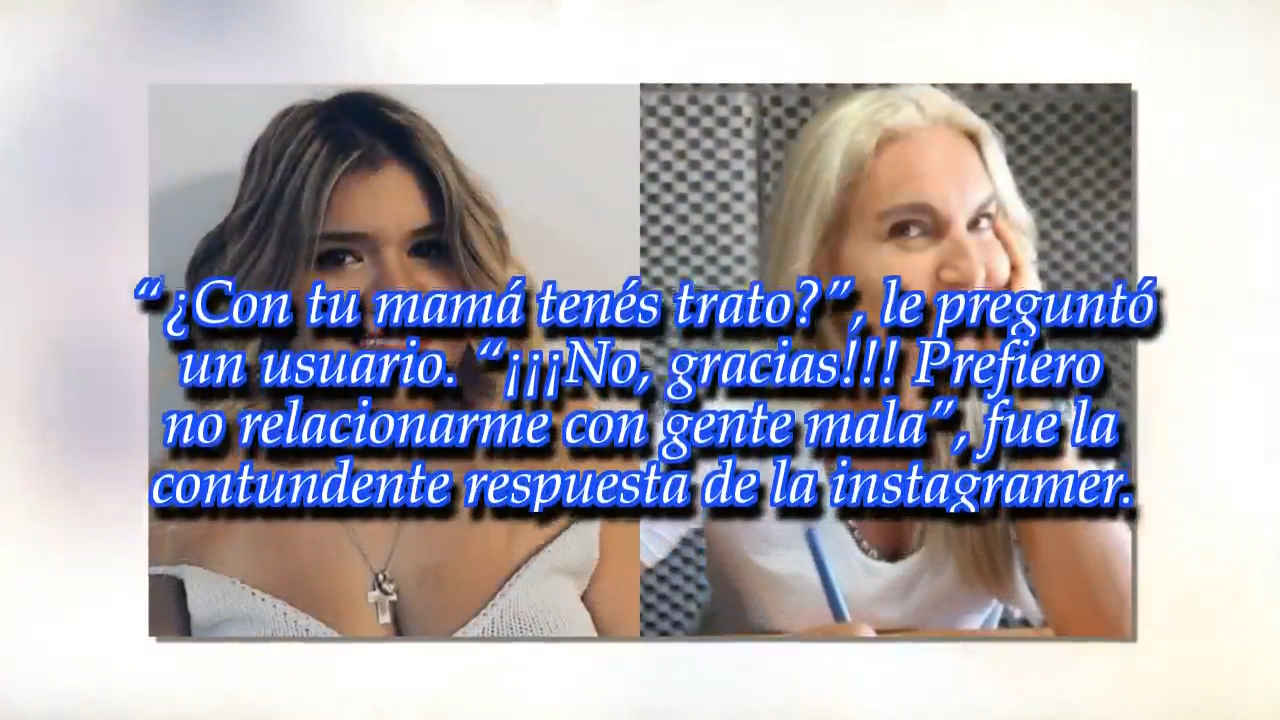 “¿Con tu mamá tenés trato?”, le preguntó
un usuario. “¡¡¡No, gracias!!! Prefiero
no relacionarme con gente mala”, fue la
contundente respuesta de la instagramer.